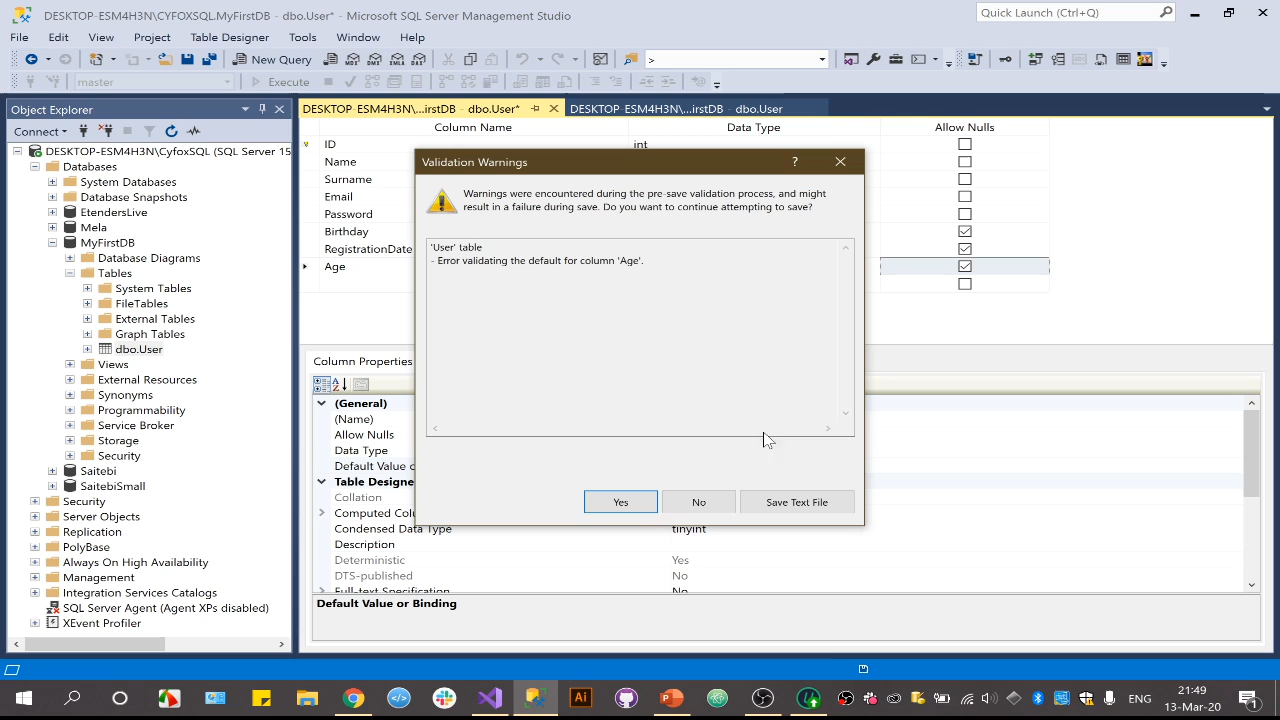 DESKTOP-ESM4H3N\CYFOXSQL.MyFirstDB - dbo.User* - Microsoft SQL Server Management Studio
Quick Launch (Ctrl+Q)
File Edit View Project Table Designer Tools Window Help
New Query
>
master
Execute
Object Explorer
DESKTOP-ESM4H3N\...irstDB - dbo.User*
DESKTOP-ESM4H3N\...irstDB - dbo.User
Connect
DESKTOP-ESM4H3N\CyfoxSQL (SQL Server 15
Databases
System Databases
Database Snapshots
EtendersLive
Mela
MyFirstDB
Database Diagrams
Tables
System Tables
FileTables
External Tables
Graph Tables
dbo.User
Views
External Resources
Synonyms
Programmability
Service Broker
Storage
Security
Saitebi
SaitebiSmall
Security
Server Objects
Replication
PolyBase
Always On High Availability
Management
Integration Services Catalogs
SQL Server Agent (Agent XPs disabled)
XEvent Profiler
Column Name Data Type Allow Nulls
ID int
Name
Surname
Email
Password
Birthday
RegistrationDate
Age
Validation Warnings ?
Warnings were encountered during the pre-save validation process, and might
result in a failure during save. Do you want to continue attempting to save?
'User' table
- Error validating the default for column 'Age'.
Yes No Save Text File
Column Properties
(General)
(Name)
Allow Nulls
Data Type
Default Value o
Table Designe
Collation
Computed Colu
Condensed Data Type tinyint
Description
Deterministic Yes
DTS-published No
Full-text Specification No
Default Value or Binding
ENG
21:49
13-Mar-20
1